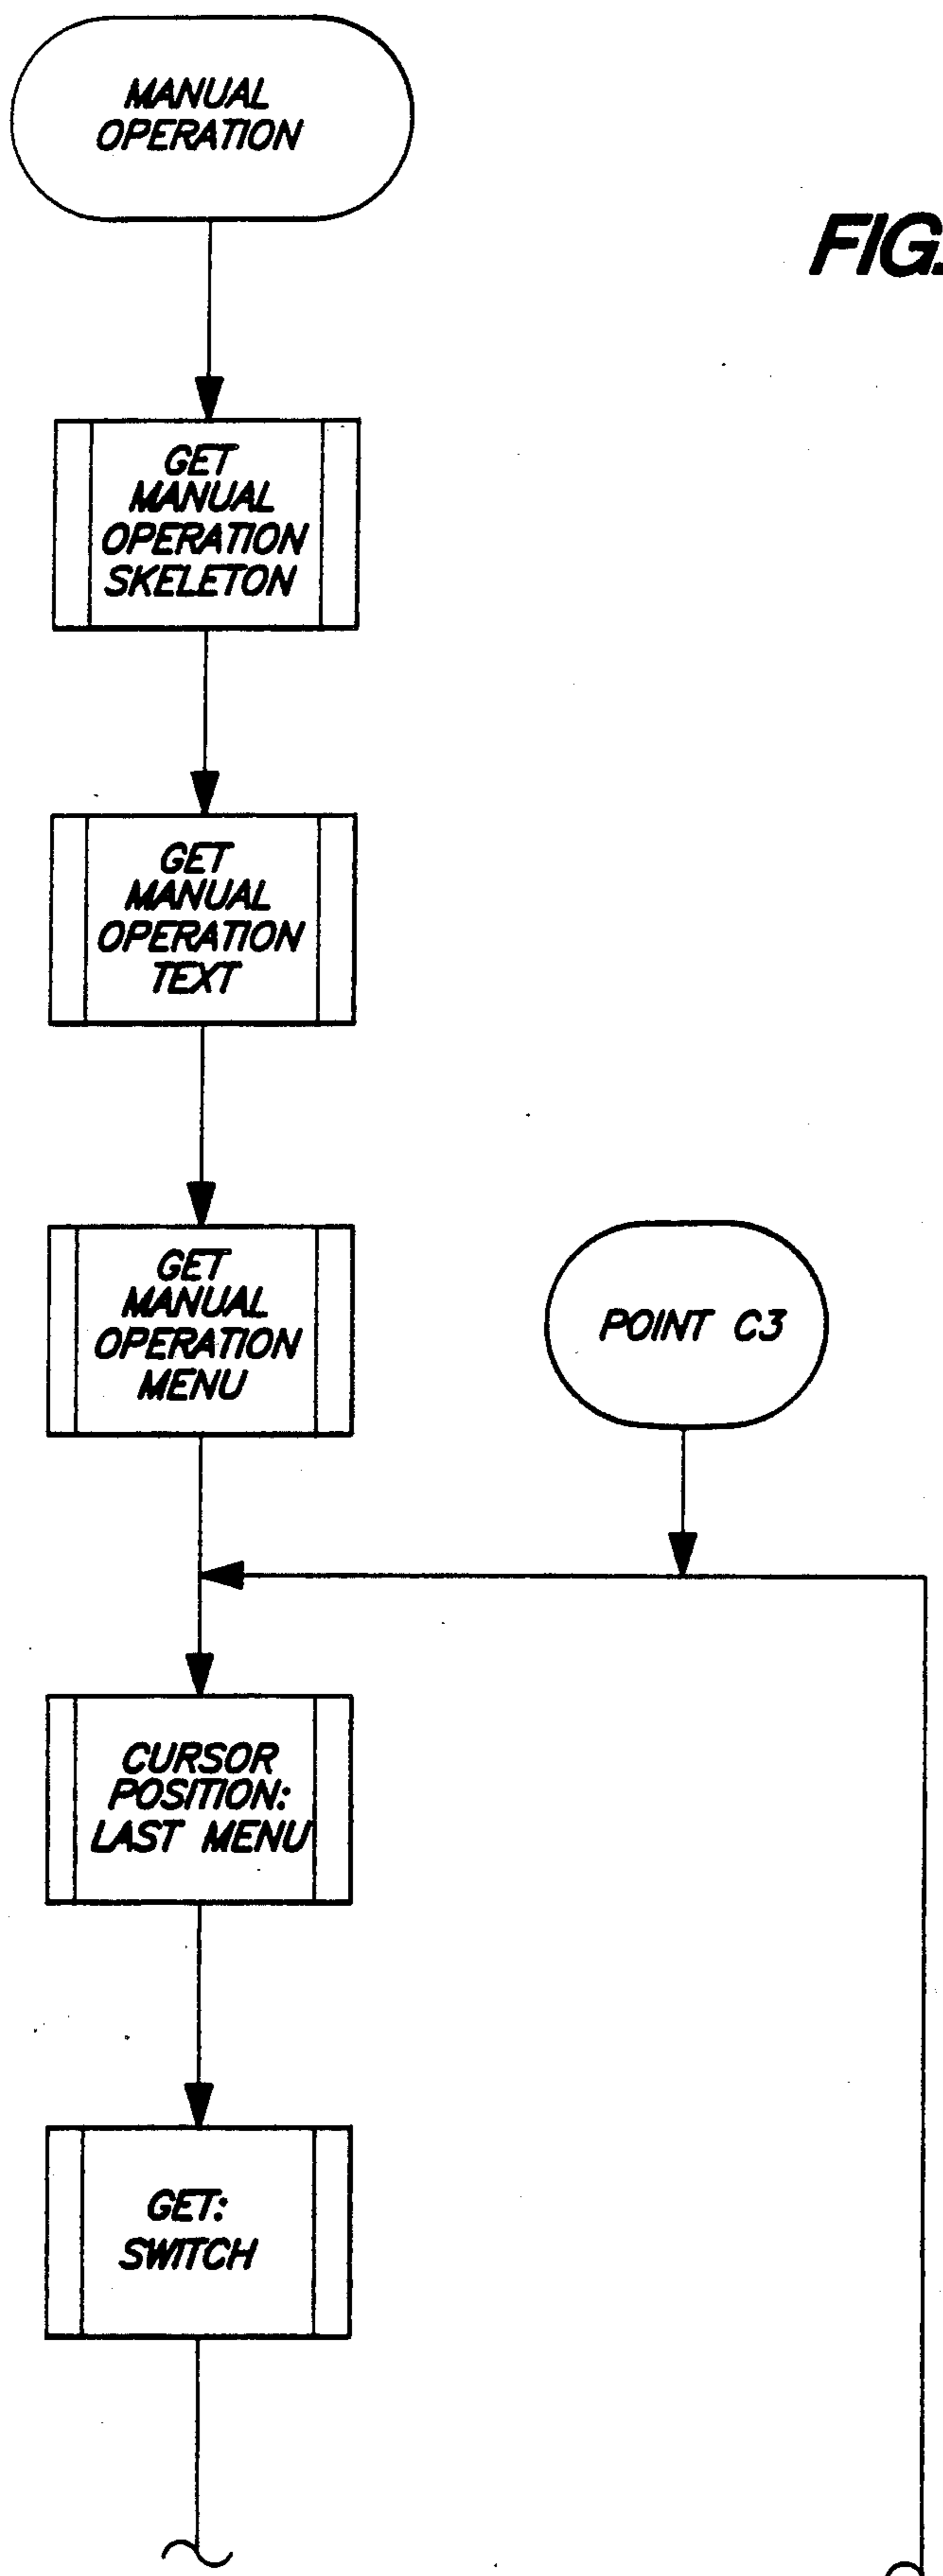 MANUAL
OPERATION
FIG.
GET
MANUAL
OPERATION
SKELETON
GET
MANUAL
OPERATION
TEXT
GET
MANUAL
OPERATION
MENU
POINT C3
CURSOR
POSITION:
LAST MENU
GET:
SWITCH